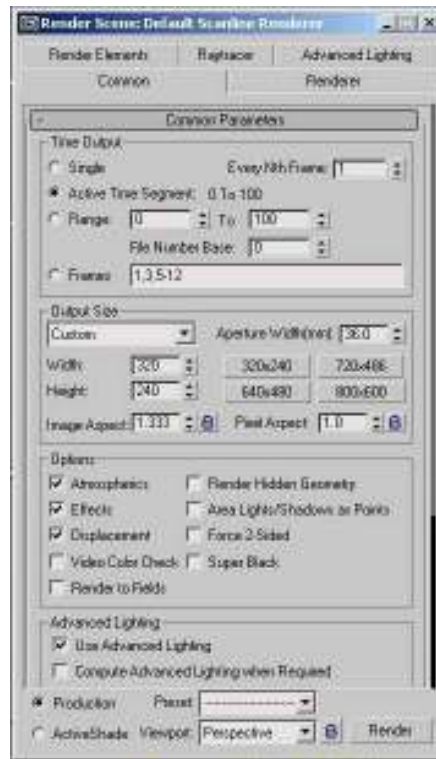 Render Scene: Default Scanline Renderer
Render Elements Raytracer Advanced Lighting
Common Renderer
- Common Parameters
Time Output
Single Every Nth Frame: 1
Active Time Segment: 0 To 100
Range: 0 To 100
File Number Base: 0
Frames 1,3,5-12
Output Size
Custom Aperture Width(mm): 36.0
Width: 320 320x240 720x486
Height: 240 640x480 800x600
Image Aspect: 1.333 Pixel Aspect: 1.0
Options
Atmospherics Render Hidden Geometry
Effects Area Lights/Shadows as Points
Displacement Force 2-Sided
Video Color Check Super Black
Render to Fields
Advanced Lighting
Use Advanced Lighting
Compute Advanced Lighting when Required
Production Preset: --------------------
ActiveShade Viewport: Perspective Render